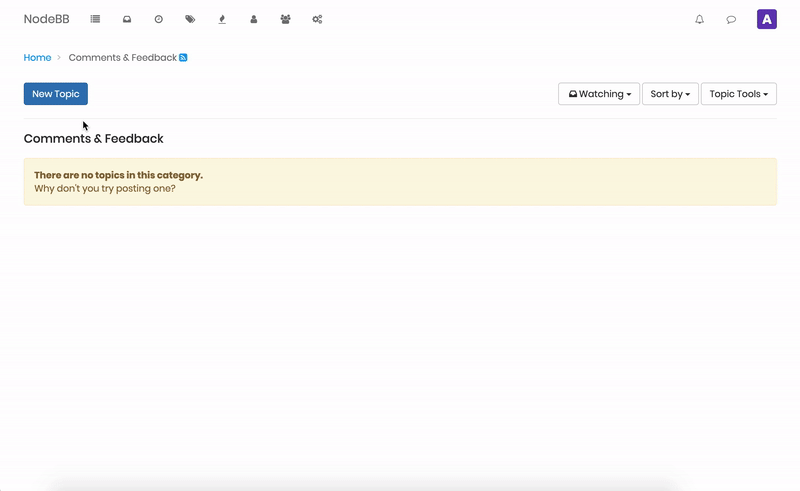 NodeBB
A
Home > Comments & Feedback
New Topic
Watching
Sort by
Topic Tools
Comments & Feedback
There are no topics in this category.
Why don't you try posting one?